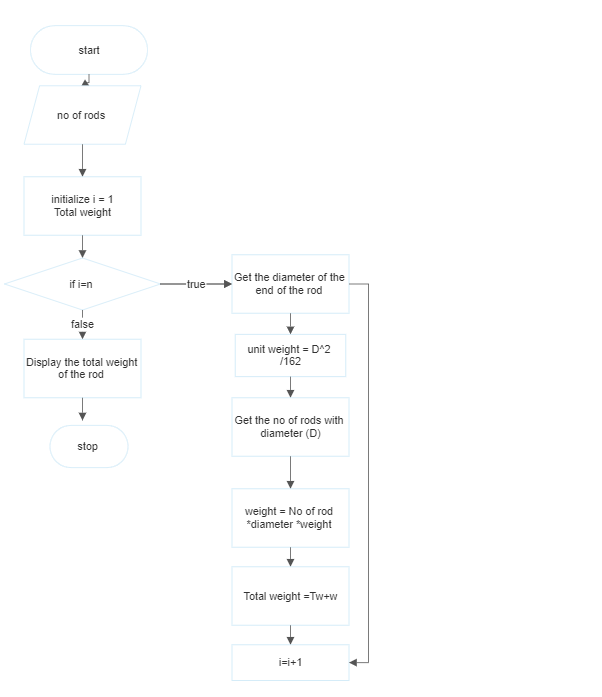 start
no of rods
initialize i = 1
Total weight
if i=n
true
false
Display the total weight
of the rod
stop
Get the diameter of the
end of the rod
unit weight = D^2
/162
Get the no of rods with
diameter (D)
weight = No of rod
*diameter *weight
Total weight =Tw+w
i=i+1